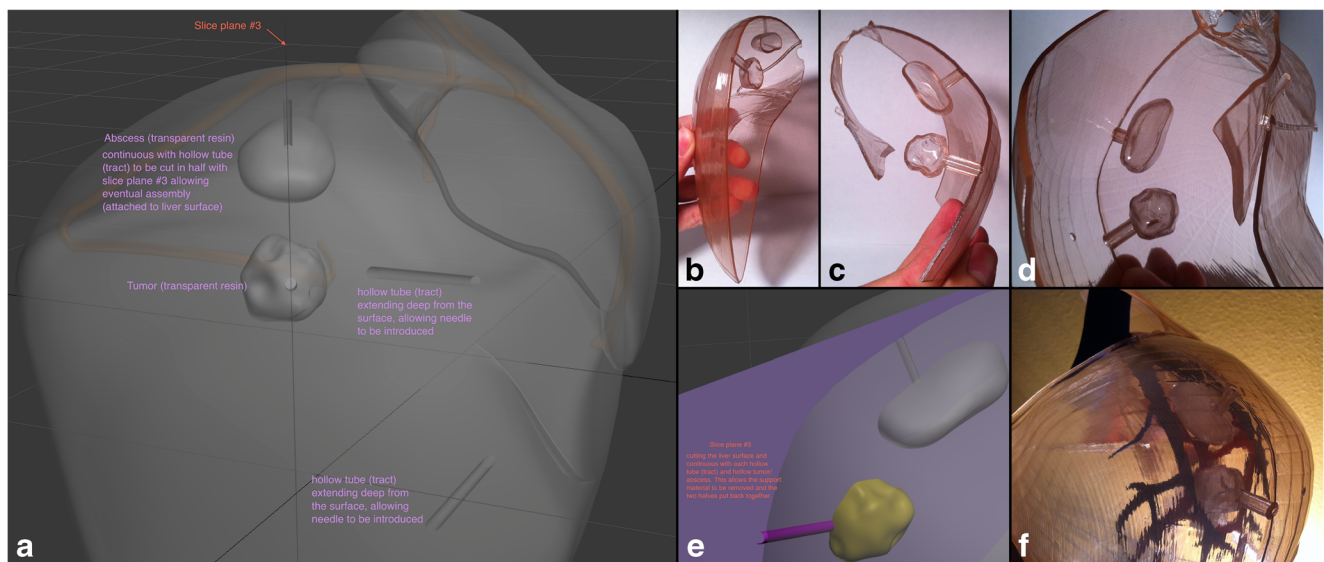 Slice plane #3
Abscess (transparent resin)
continuous with hollow tube
(tract) to be cut in half with
slice plane #3 allowing
eventual assembly
(attached to liver surface)
Tumor (transparent resin)
hollow tube (tract)
extending deep from the
surface, allowing needle
to be introduced
hollow tube (tract)
extending deep from
the surface, allowing
needle to be introduced
a
b
c
d
Slice plane #3
cutting the liver surface and
continuous with each hollow
tube (tract) and hollow tumor/
abscess. This allows the support
material to be removed and the
two halves put back together
e
f